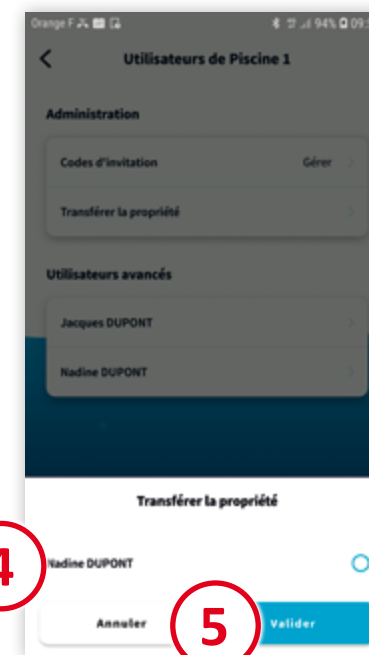 Orange F 94% 09:
Utilisateurs de Piscine 1
Administration
Codes d'invitation Gérer
Transférer la propriété
Utilisateurs avancés
Jacques DUPONT
Nadine DUPONT
Transférer la propriété
4 Nadine DUPONT
Annuler 5 Valider